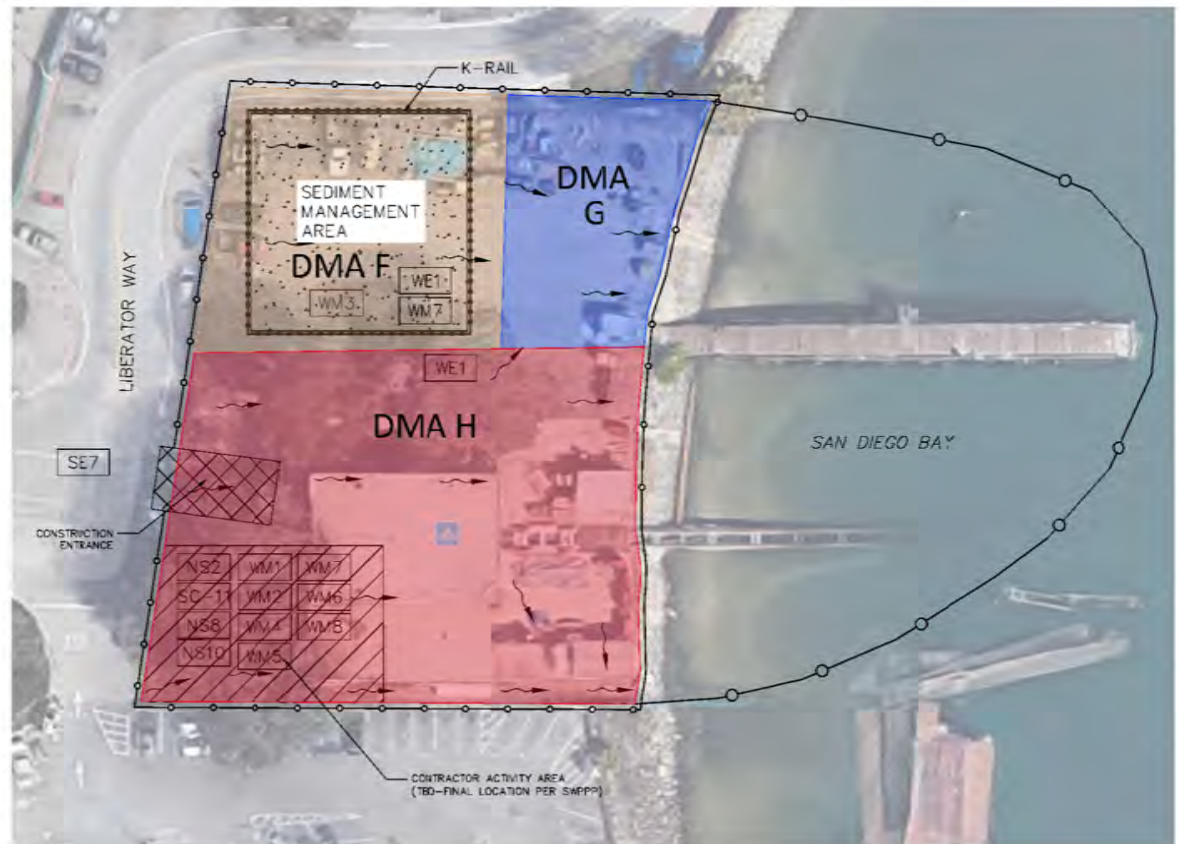 K-RAIL
SEDIMENT
MANAGEMENT
AREA
DMA
G
DMA F
WE1
WM3
WM7
LIBERATOR WAY
WE1
DMA H
SAN DIEGO BAY
SE7
CONSTRUCTION
ENTRANCE
NS2 WM1 WM7
SC-11 WM2 WM6
NS8 WM4 WM8
NS10 WM5
CONTRACTOR ACTIVITY AREA
(TBD-FINAL LOCATION PER SWPPP)